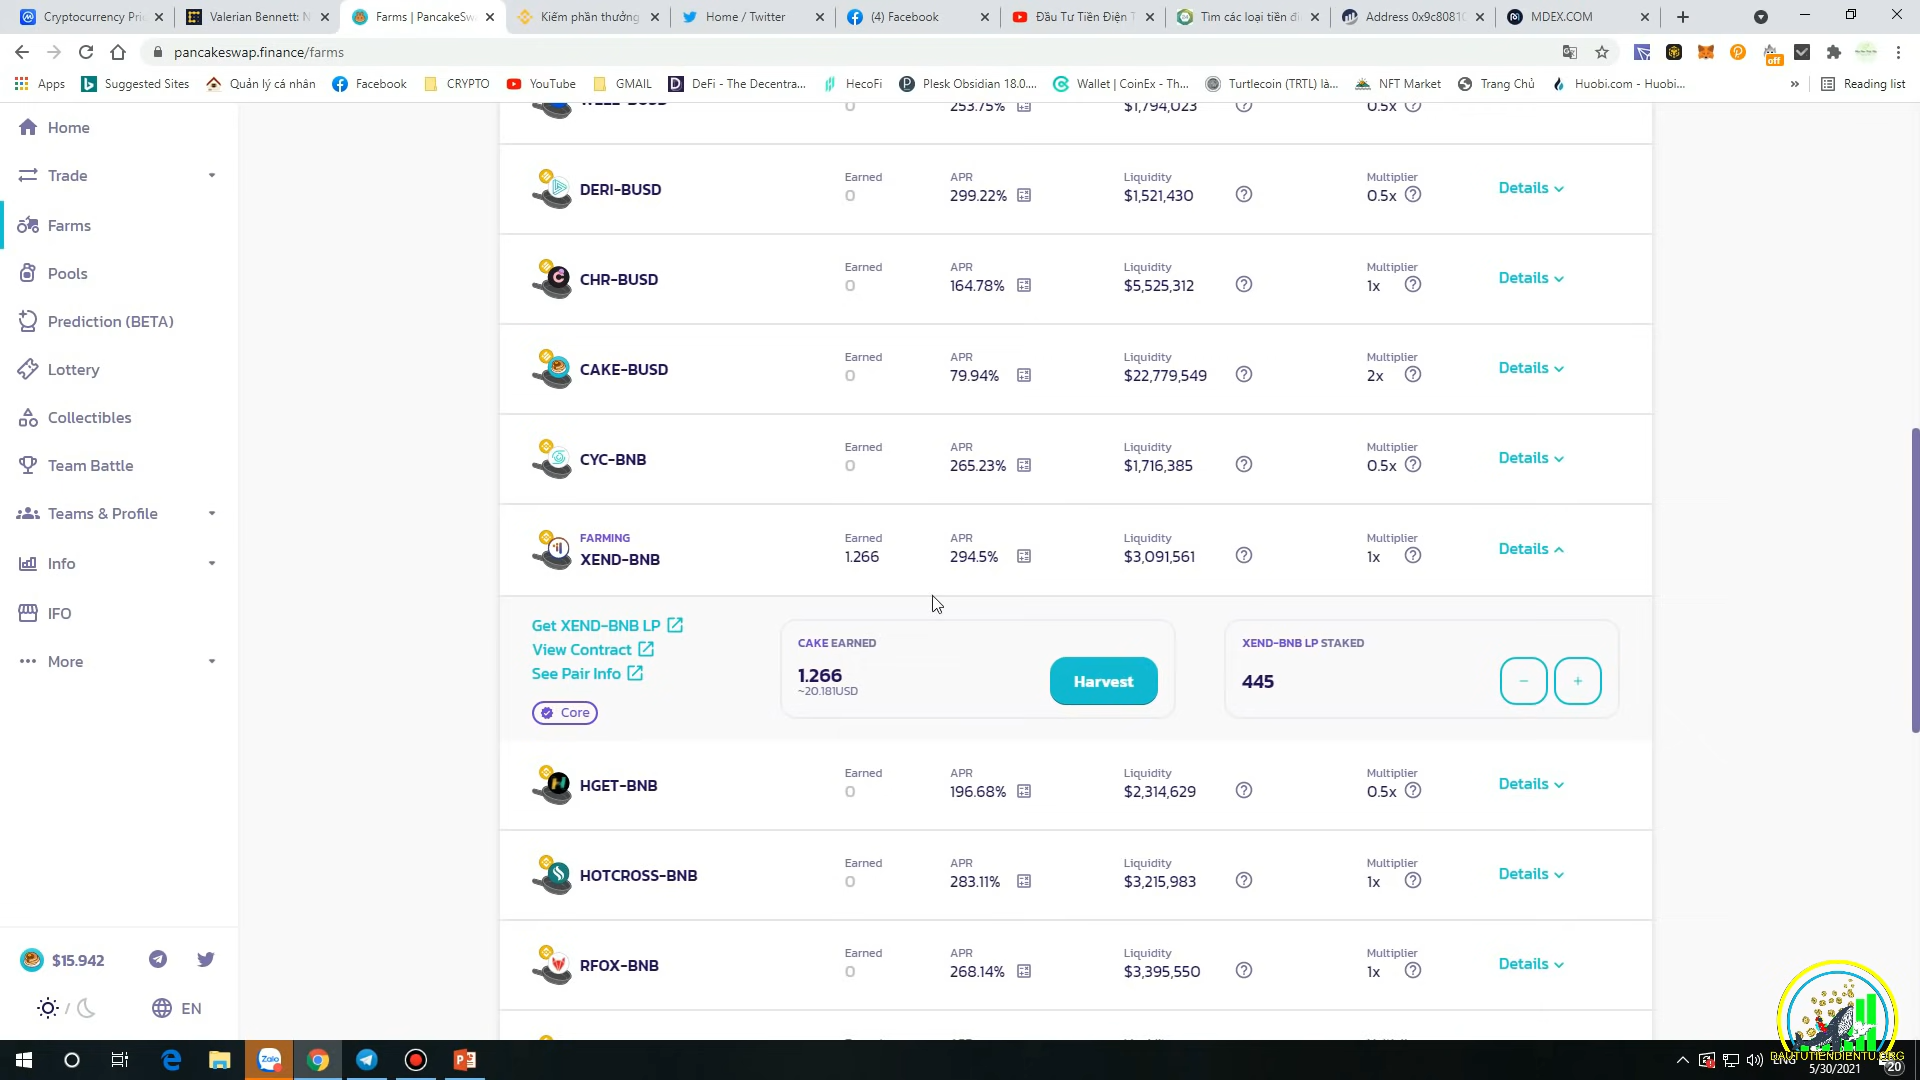 Cryptocurrency Pric
Valerian Bennett: N
Farms | PancakeSwa
Kiếm phần thưởng
Home / Twitter
(4) Facebook
Đầu Tư Tiền Điện T
Tìm các loại tiền đi
Address 0x9c8081C
MDEX.COM
pancakeswap.finance/farms
off
Apps
Suggested Sites
Quản lý cá nhân
Facebook
CRYPTO
YouTube
GMAIL
DeFi - The Decentra...
HecoFi
Plesk Obsidian 18.0....
Wallet | CoinEx - Th...
Turtlecoin (TRTL) là...
NFT Market
Trang Chủ
Huobi.com - Huobi...
»
Reading list
Home
Trade
Farms
Pools
Prediction (BETA)
Lottery
Collectibles
Team Battle
Teams & Profile
Info
IFO
More
$15.942
/
EN
0 253.75% $1,794,023 0.5x
Earned APR Liquidity Multiplier
DERI-BUSD 0 299.22% $1,521,430 0.5x Details
Earned APR Liquidity Multiplier
CHR-BUSD 0 164.78% $5,525,312 1x Details
Earned APR Liquidity Multiplier
CAKE-BUSD 0 79.94% $22,779,549 2x Details
Earned APR Liquidity Multiplier
CYC-BNB 0 265.23% $1,716,385 0.5x Details
FARMING Earned APR Liquidity Multiplier
XEND-BNB 1.266 294.5% $3,091,561 1x Details
Get XEND-BNB LP
View Contract
See Pair Info
Core
CAKE EARNED
1.266
~20.181USD
Harvest
XEND-BNB LP STAKED
445
−
+
Earned APR Liquidity Multiplier
HGET-BNB 0 196.68% $2,314,629 0.5x Details
Earned APR Liquidity Multiplier
HOTCROSS-BNB 0 283.11% $3,215,983 1x Details
Earned APR Liquidity Multiplier
RFOX-BNB 0 268.14% $3,395,550 1x Details
DAUTUTIENDIENTU.ORG
Zalo
ENG
5/30/2021
20